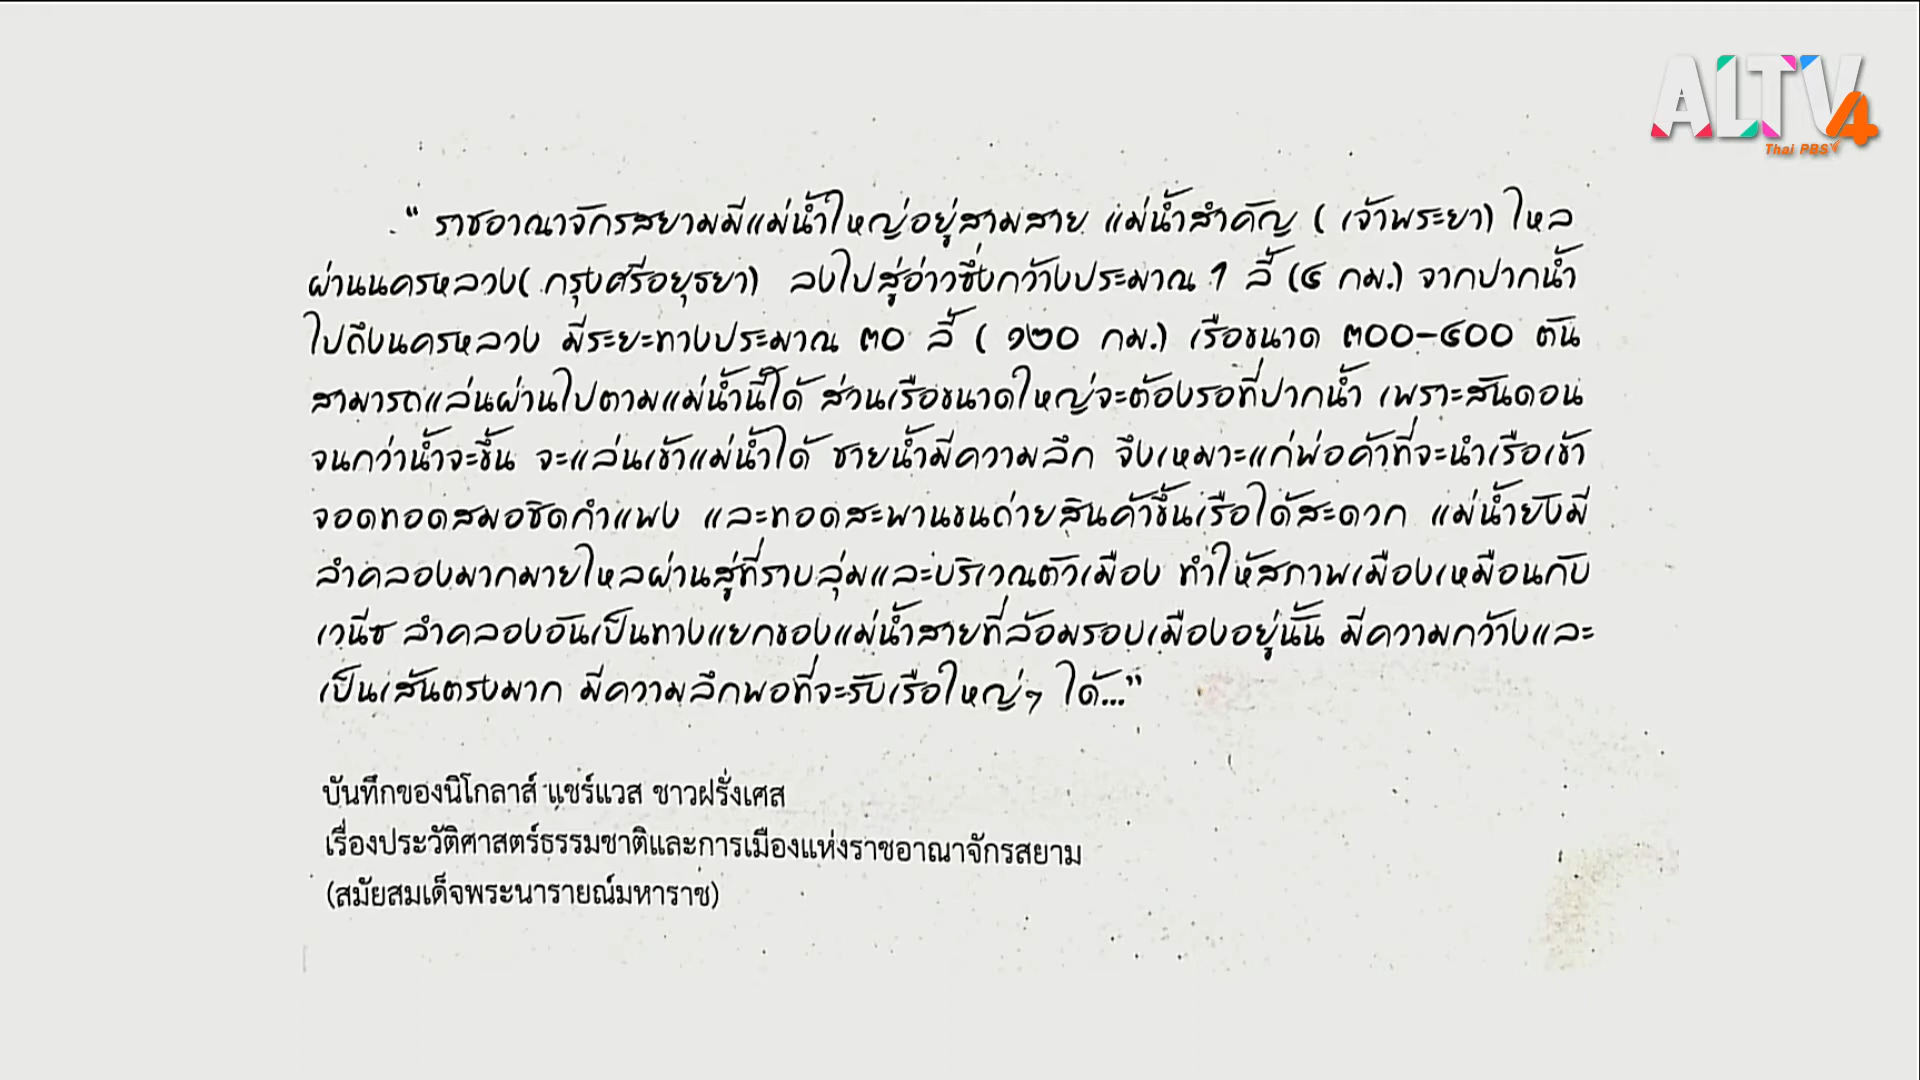 ALTV4
Thai PBS
" ราชอาณาจักรสยามมีแม่น้ำใหญ่อยู่สามสาย แม่น้ำสำคัญ ( เจ้าพระยา) ไหล
ผ่านนครหลวง( กรุงศรีอยุธยา) ลงไปสู่อ่าวซึ่งกว้างประมาณ 1 ลี้ (๔ กม.) จากปากน้ำ
ไปถึงนครหลวง มีระยะทางประมาณ ๓๐ ลี้ ( ๑๒๐ กม.) เรือขนาด ๓๐๐-๔๐๐ ตัน
สามารถแล่นผ่านไปตามแม่น้ำนี้ได้ ส่วนเรือขนาดใหญ่จะต้องรอที่ปากน้ำ เพราะสันดอน
จนกว่าน้ำจะขึ้น จะแล่นเข้าแม่น้ำได้ ชายน้ำมีความลึก จึงเหมาะแก่พ่อค้าที่จะนำเรือเข้า
จอดทอดสมอชิดกำแพง และทอดสะพานขนถ่ายสินค้าขึ้นเรือได้สะดวก แม่น้ำยังมี
ลำคลองมากมายไหลผ่านสู่ที่ราบลุ่มและบริเวณตัวเมือง ทำให้สภาพเมืองเหมือนกับ
เวนีซ ลำคลองอันเป็นทางแยกของแม่น้ำสายที่ล้อมรอบเมืองอยู่นั้น มีความกว้างและ
เป็นเส้นตรงมาก มีความลึกพอที่จะรับเรือใหญ่ๆ ได้..."
บันทึกของนิโกลาส์ แชร์แวส ชาวฝรั่งเศส
เรื่องประวัติศาสตร์ธรรมชาติและการเมืองแห่งราชอาณาจักรสยาม
(สมัยสมเด็จพระนารายณ์มหาราช)